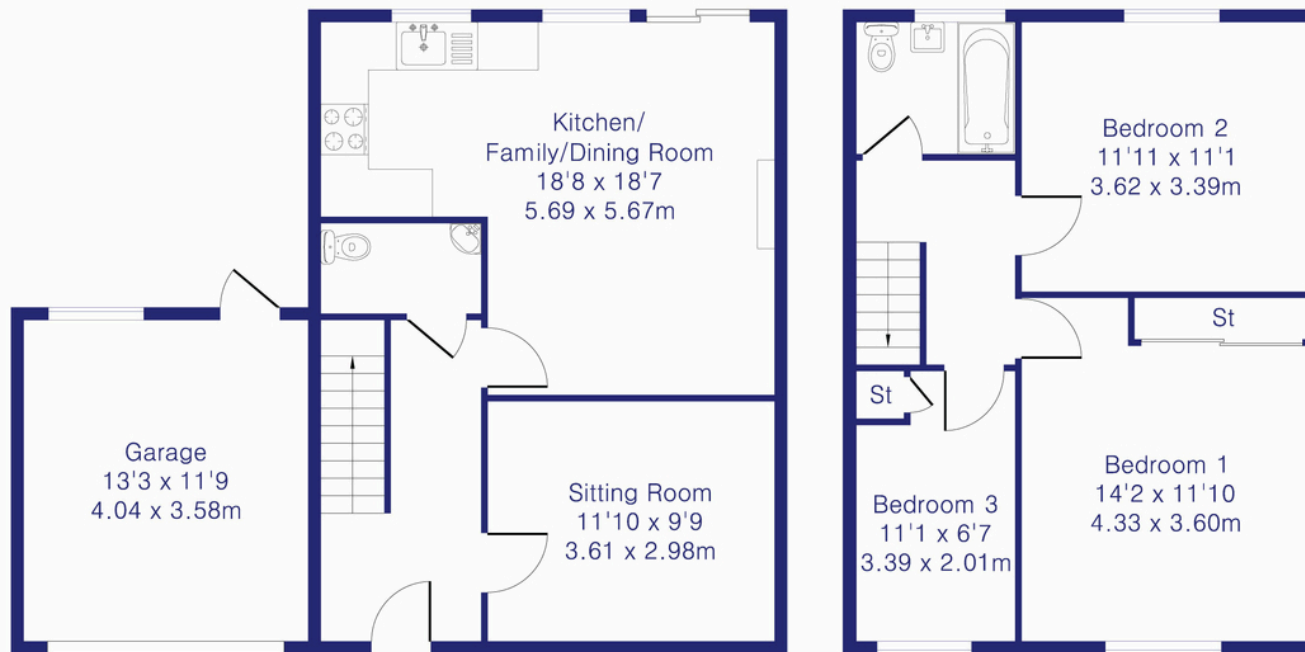 Kitchen/
Family/Dining Room
18'8 x 18'7
5.69 x 5.67m
Garage
13'3 x 11'9
4.04 x 3.58m
Sitting Room
11'10 x 9'9
3.61 x 2.98m
Bedroom 2
11'11 x 11'1
3.62 x 3.39m
St
St
Bedroom 3
11'1 x 6'7
3.39 x 2.01m
Bedroom 1
14'2 x 11'10
4.33 x 3.60m